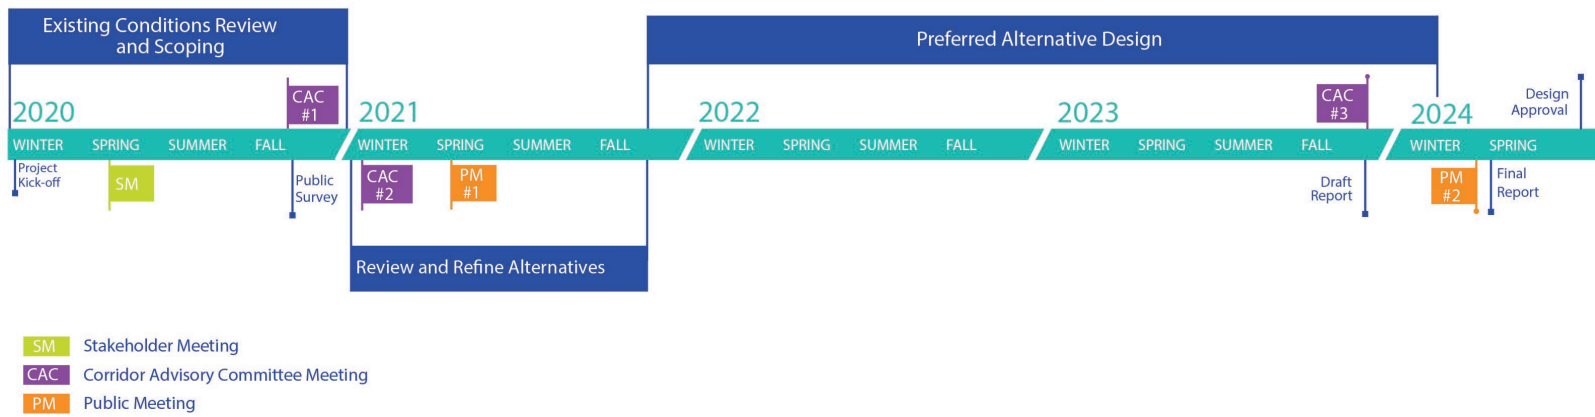 Existing Conditions Review
and Scoping
Preferred Alternative Design
2020
CAC
#1
2021
2022
2023
CAC
#3
2024
Design
Approval
WINTER SPRING SUMMER FALL WINTER SPRING SUMMER FALL WINTER SPRING SUMMER FALL WINTER SPRING SUMMER FALL WINTER SPRING
Project
Kick-off
SM
Public
Survey
CAC
#2
PM
#1
Draft
Report
PM
#2
Final
Report
Review and Refine Alternatives
SM Stakeholder Meeting
CAC Corridor Advisory Committee Meeting
PM Public Meeting